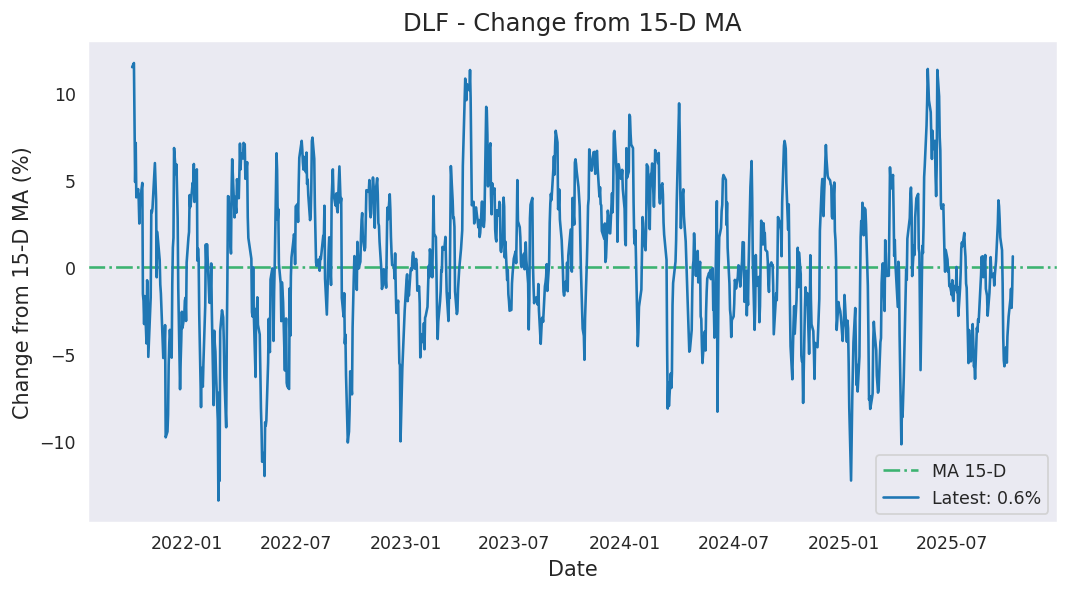 DLF - Change from 15-D MA
Change from 15-D MA (%)
10
5
0
−5
−10
MA 15-D
Latest: 0.6%
2022-01 2022-07 2023-01 2023-07 2024-01 2024-07 2025-01 2025-07
Date